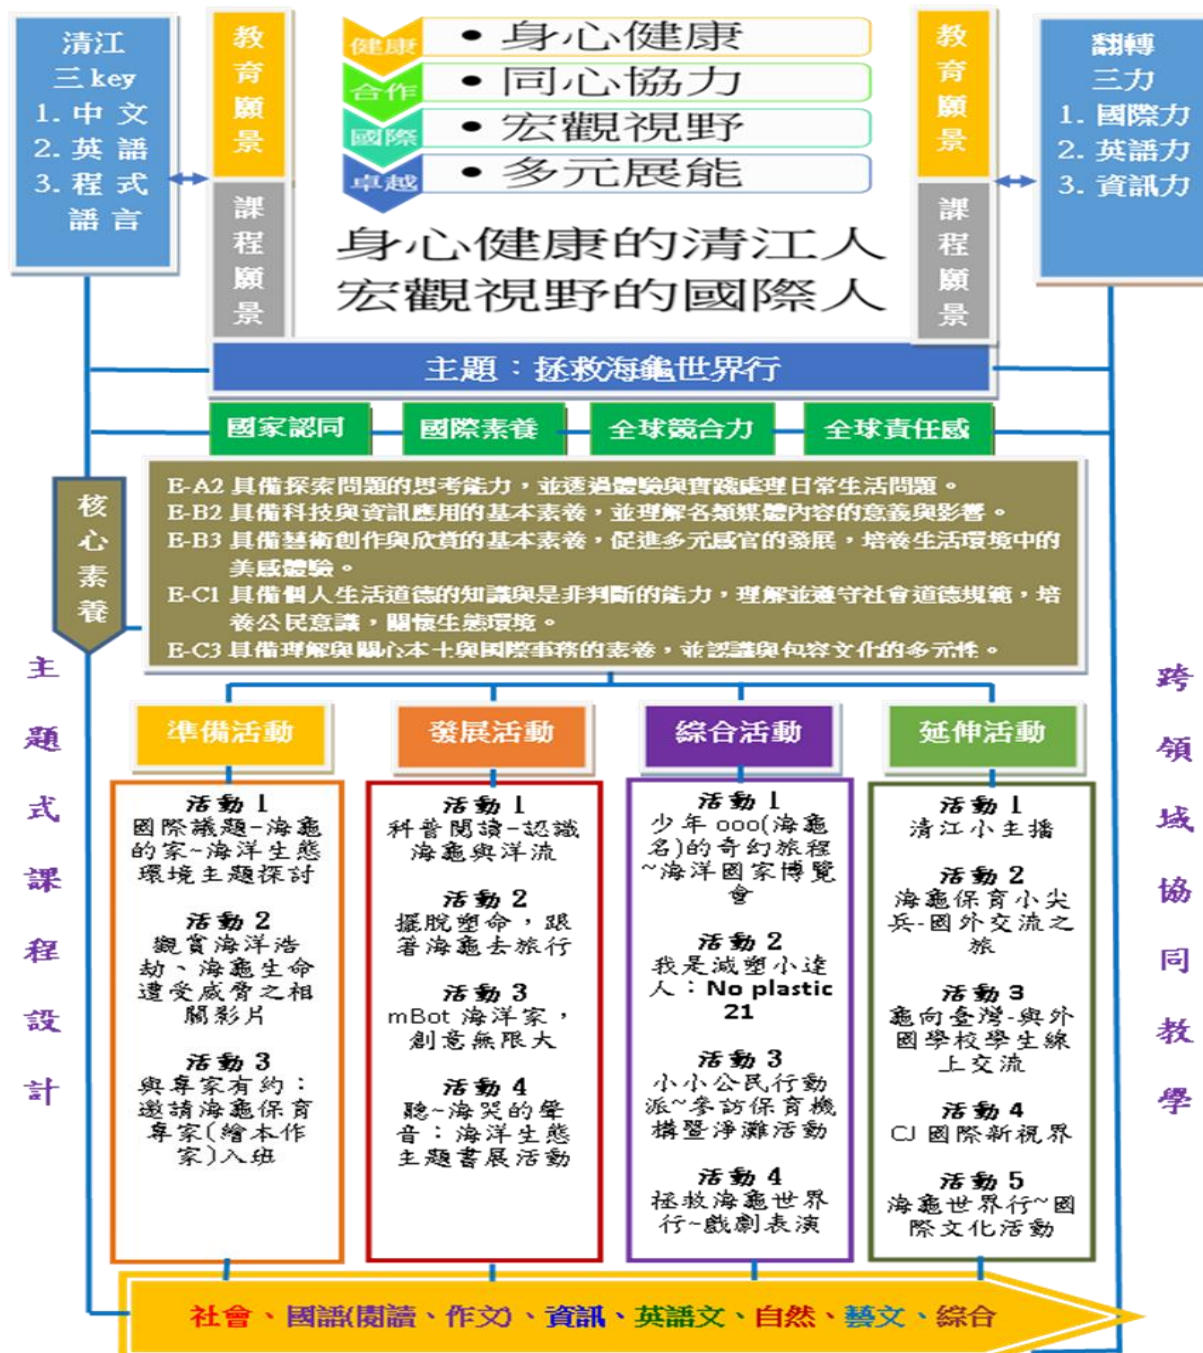 清江
三 key
1. 中 文
2. 英 語
3. 程 式
語 言
教育願景
課程願景
健康
• 身心健康
合作
• 同心協力
國際
• 宏觀視野
卓越
• 多元展能
身心健康的清江人
宏觀視野的國際人
教育願景
課程願景
翻轉
三力
1. 國際力
2. 英語力
3. 資訊力
主題：拯救海龜世界行
國家認同
國際素養
全球競合力
全球責任感
核心素養
E-A2 具備探索問題的思考能力，並透過體驗與實踐處理日常生活問題。
E-B2 具備科技與資訊應用的基本素養，並理解各類媒體內容的意義與影響。
E-B3 具備藝術創作與欣賞的基本素養，促進多元感官的發展，培養生活環境中的
美感體驗。
E-C1 具備個人生活道德的知識與是非判斷的能力，理解並遵守社會道德規範，培
養公民意識，關懷生態環境。
E-C3 具備理解與關心本土與國際事務的素養，並認識與包容文化的多元性。
主題式課程設計
跨領域協同教學
準備活動
活動 1
國際議題-海龜
的家~海洋生態
環境主題探討
活動 2
觀賞海洋浩
劫、海龜生命
遭受威脅之相
關影片
活動 3
與專家有約：
邀請海龜保育
專家(繪本作
家)入班
發展活動
活動 1
科普閱讀-認識
海龜與洋流
活動 2
擺脫塑命，跟
著海龜去旅行
活動 3
mBot 海洋家，
創意無限大
活動 4
聽~海哭的聲
音：海洋生態
主題書展活動
綜合活動
活動 1
少年 ooo(海龜
名)的奇幻旅程
~海洋國家博覽
會
活動 2
我是減塑小達
人：No plastic
21
活動 3
小小公民行動
派~參訪保育機
構暨淨灘活動
活動 4
拯救海龜世界
行~戲劇表演
延伸活動
活動 1
清江小主播
活動 2
海龜保育小尖
兵-國外交流之
旅
活動 3
龜向臺灣-與外
國學校學生線
上交流
活動 4
CJ 國際新視界
活動 5
海龜世界行~國
際文化活動
社會、國語(閱讀、作文)、資訊、英語文、自然、藝文、綜合